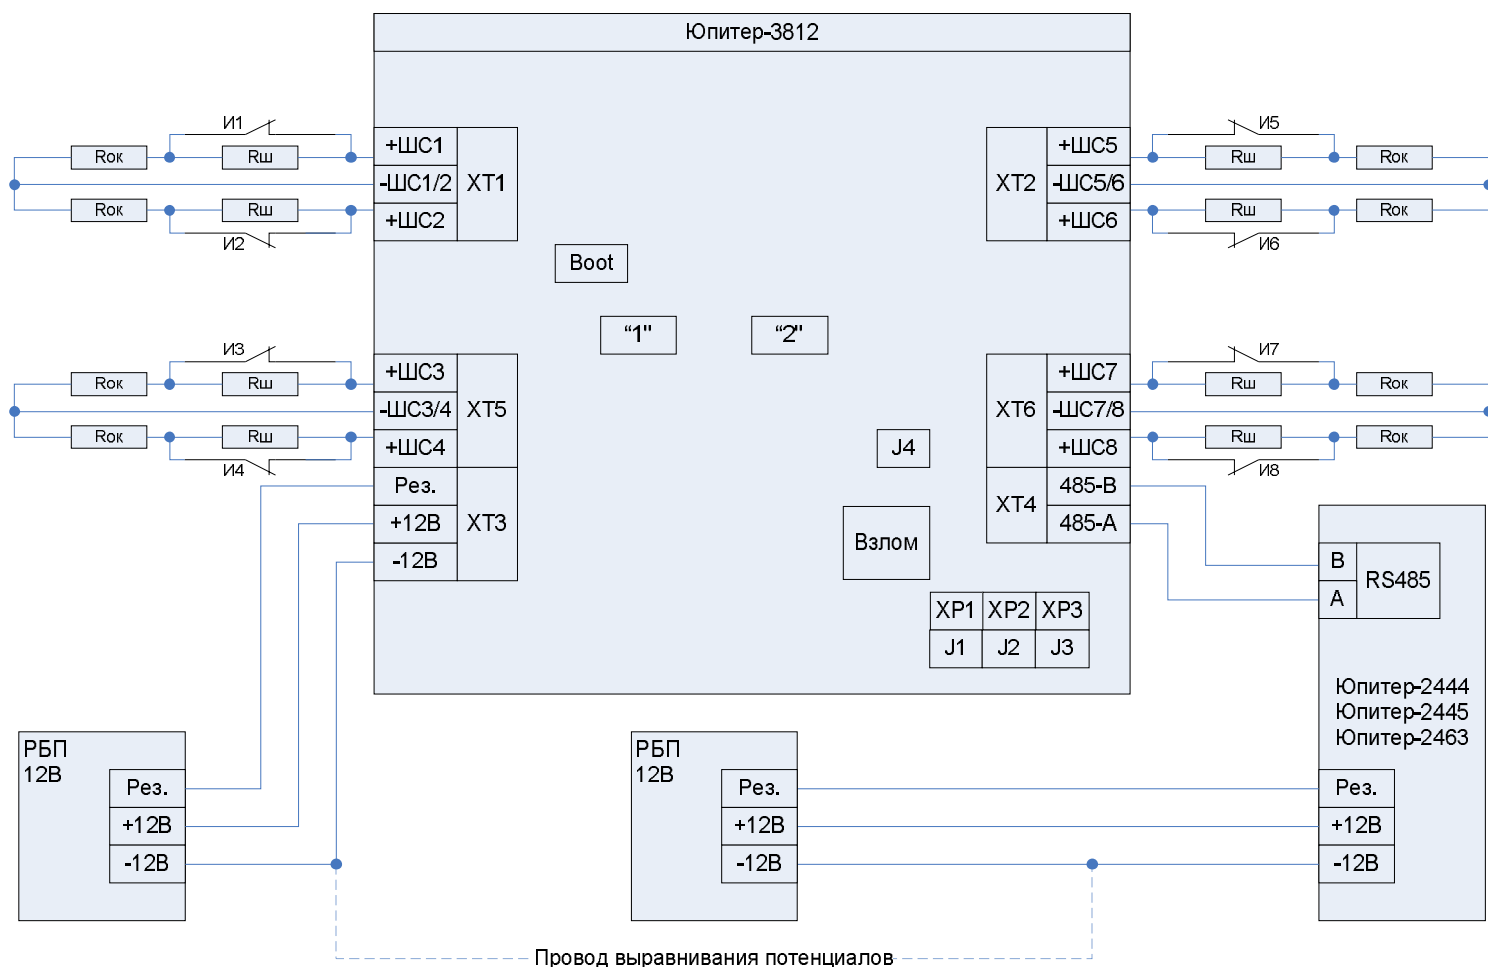 Юпитер-3812
И1
Rок
Rш
Rок
Rш
И2
+ШС1
-ШС1/2
+ШС2
XT1
XT2
+ШС5
-ШС5/6
+ШС6
И5
Rш
Rок
Rш
Rок
И6
Boot
“1"
“2"
И3
Rок
Rш
Rок
Rш
И4
+ШС3
-ШС3/4
+ШС4
XT5
Рез.
+12В
-12В
XT3
J4
Взлом
XT6
+ШС7
-ШС7/8
+ШС8
XT4
485-B
485-A
И7
Rш
Rок
Rш
Rок
И8
XP1
XP2
XP3
J1
J2
J3
B
A
RS485
Юпитер-2444
Юпитер-2445
Юпитер-2463
Рез.
+12В
-12В
РБП
12В
Рез.
+12В
-12В
РБП
12В
Рез.
+12В
-12В
Провод выравнивания потенциалов